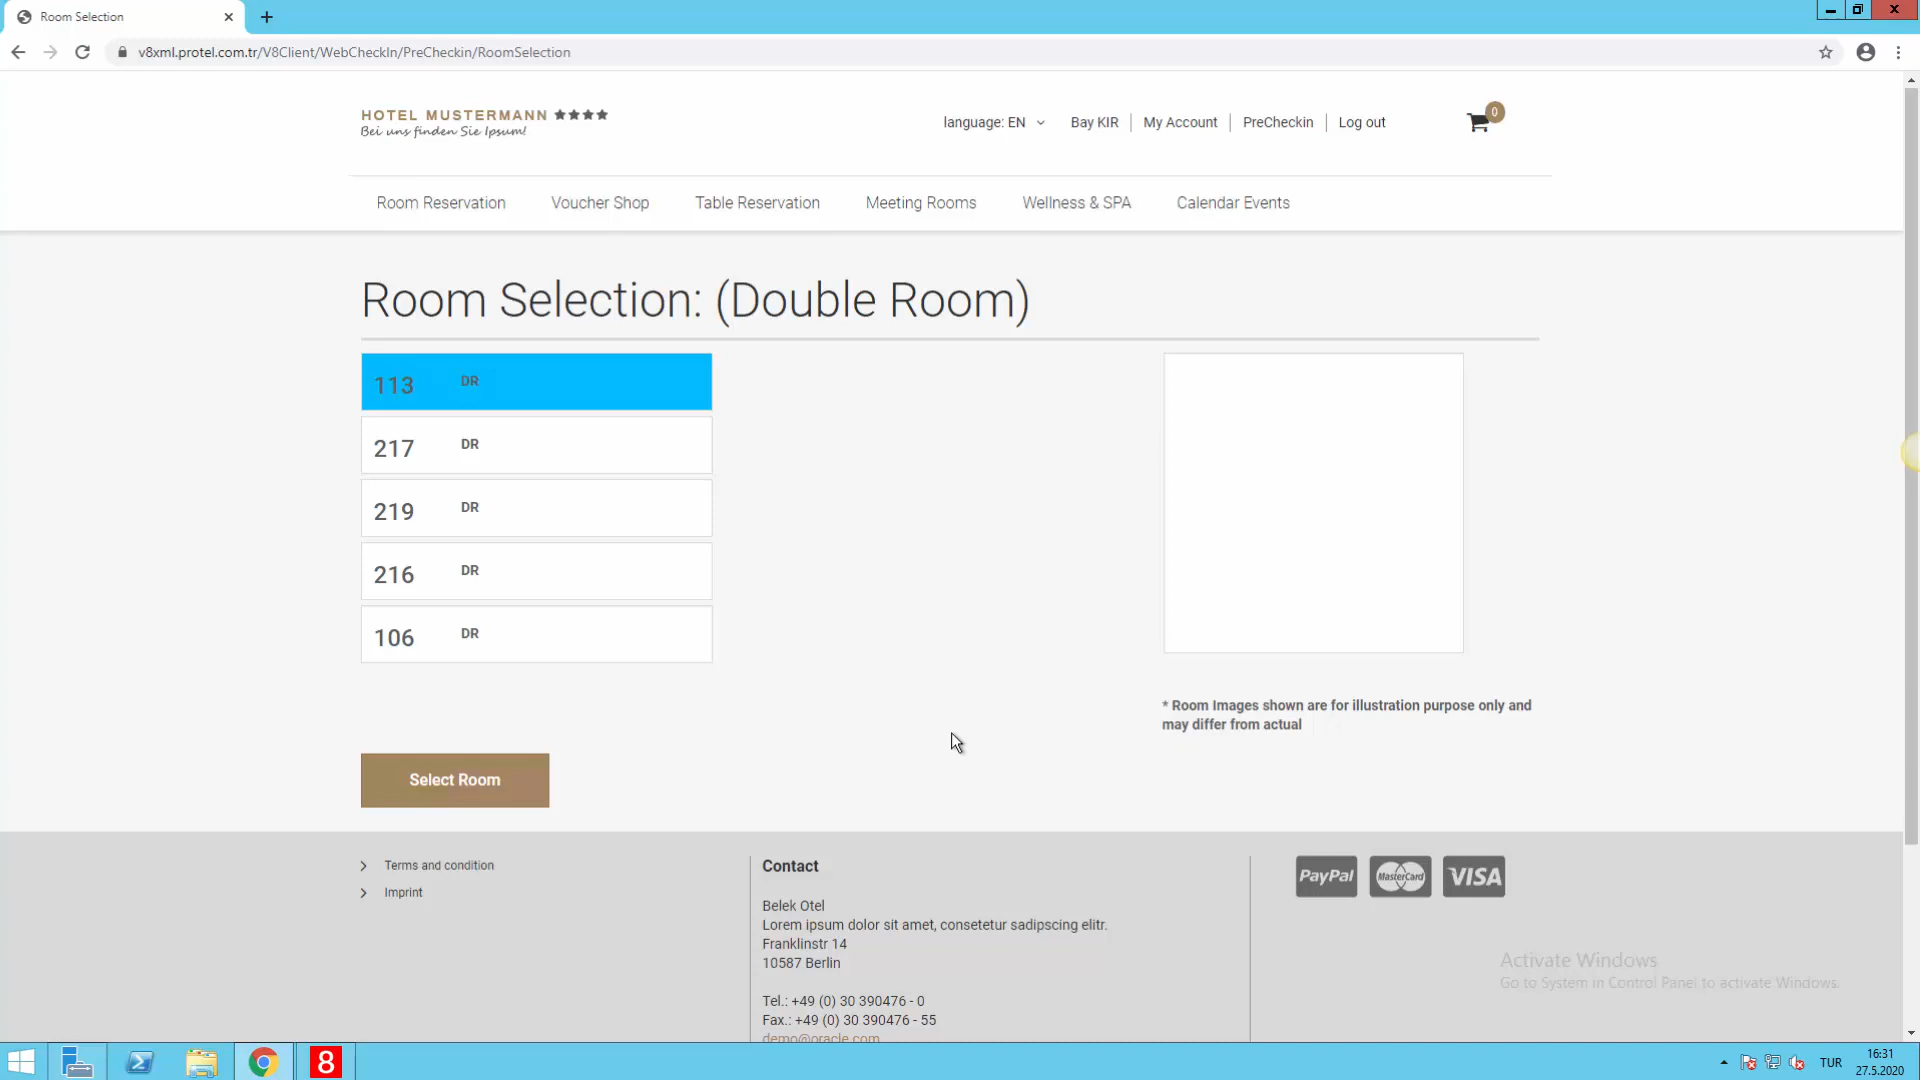 Room Selection
v8xml.protel.com.tr/V8Client/WebCheckIn/PreCheckin/RoomSelection
HOTEL MUSTERMANN ★★★★
Bei uns finden Sie Ipsum!
language: EN
Bay KIR
My Account
PreCheckin
Log out
0
Room Reservation
Voucher Shop
Table Reservation
Meeting Rooms
Wellness & SPA
Calendar Events
Room Selection: (Double Room)
113 DR
217 DR
219 DR
216 DR
106 DR
* Room Images shown are for illustration purpose only and
may differ from actual
Select Room
Terms and condition
Imprint
Contact
Belek Otel
Lorem ipsum dolor sit amet, consetetur sadipscing elitr.
Franklinstr 14
10587 Berlin
Tel.: +49 (0) 30 390476 - 0
Fax.: +49 (0) 30 390476 - 55
demo@oracle.com
PayPal
MasterCard
VISA
Activate Windows
Go to System in Control Panel to activate Windows.
8
TUR
16:31
27.5.2020